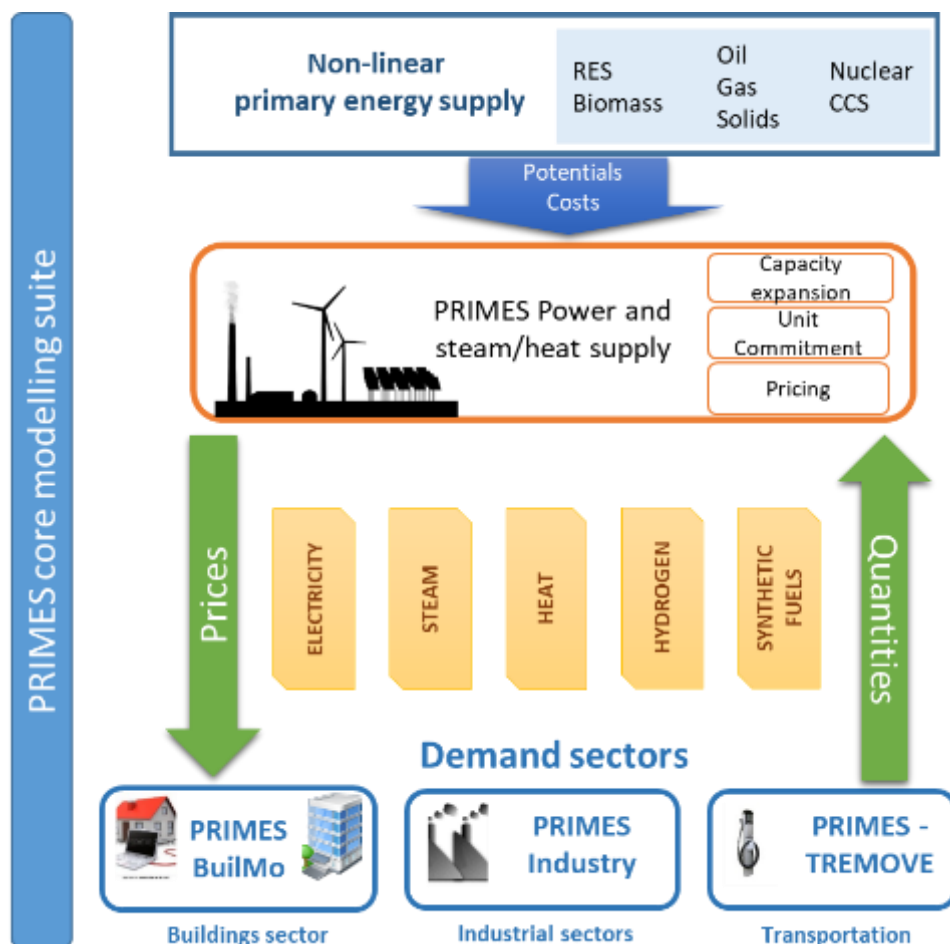 PRIMES core modelling suite
Non-linear
primary energy supply
RES
Biomass
Oil
Gas
Solids
Nuclear
CCS
Potentials
Costs
PRIMES Power and
steam/heat supply
Capacity
expansion
Unit
Commitment
Pricing
Prices
ELECTRICITY
STEAM
HEAT
HYDROGEN
SYNTHETIC
FUELS
Quantities
Demand sectors
PRIMES
BuilMo
PRIMES
Industry
PRIMES -
TREMOVE
Buildings sector
Industrial sectors
Transportation